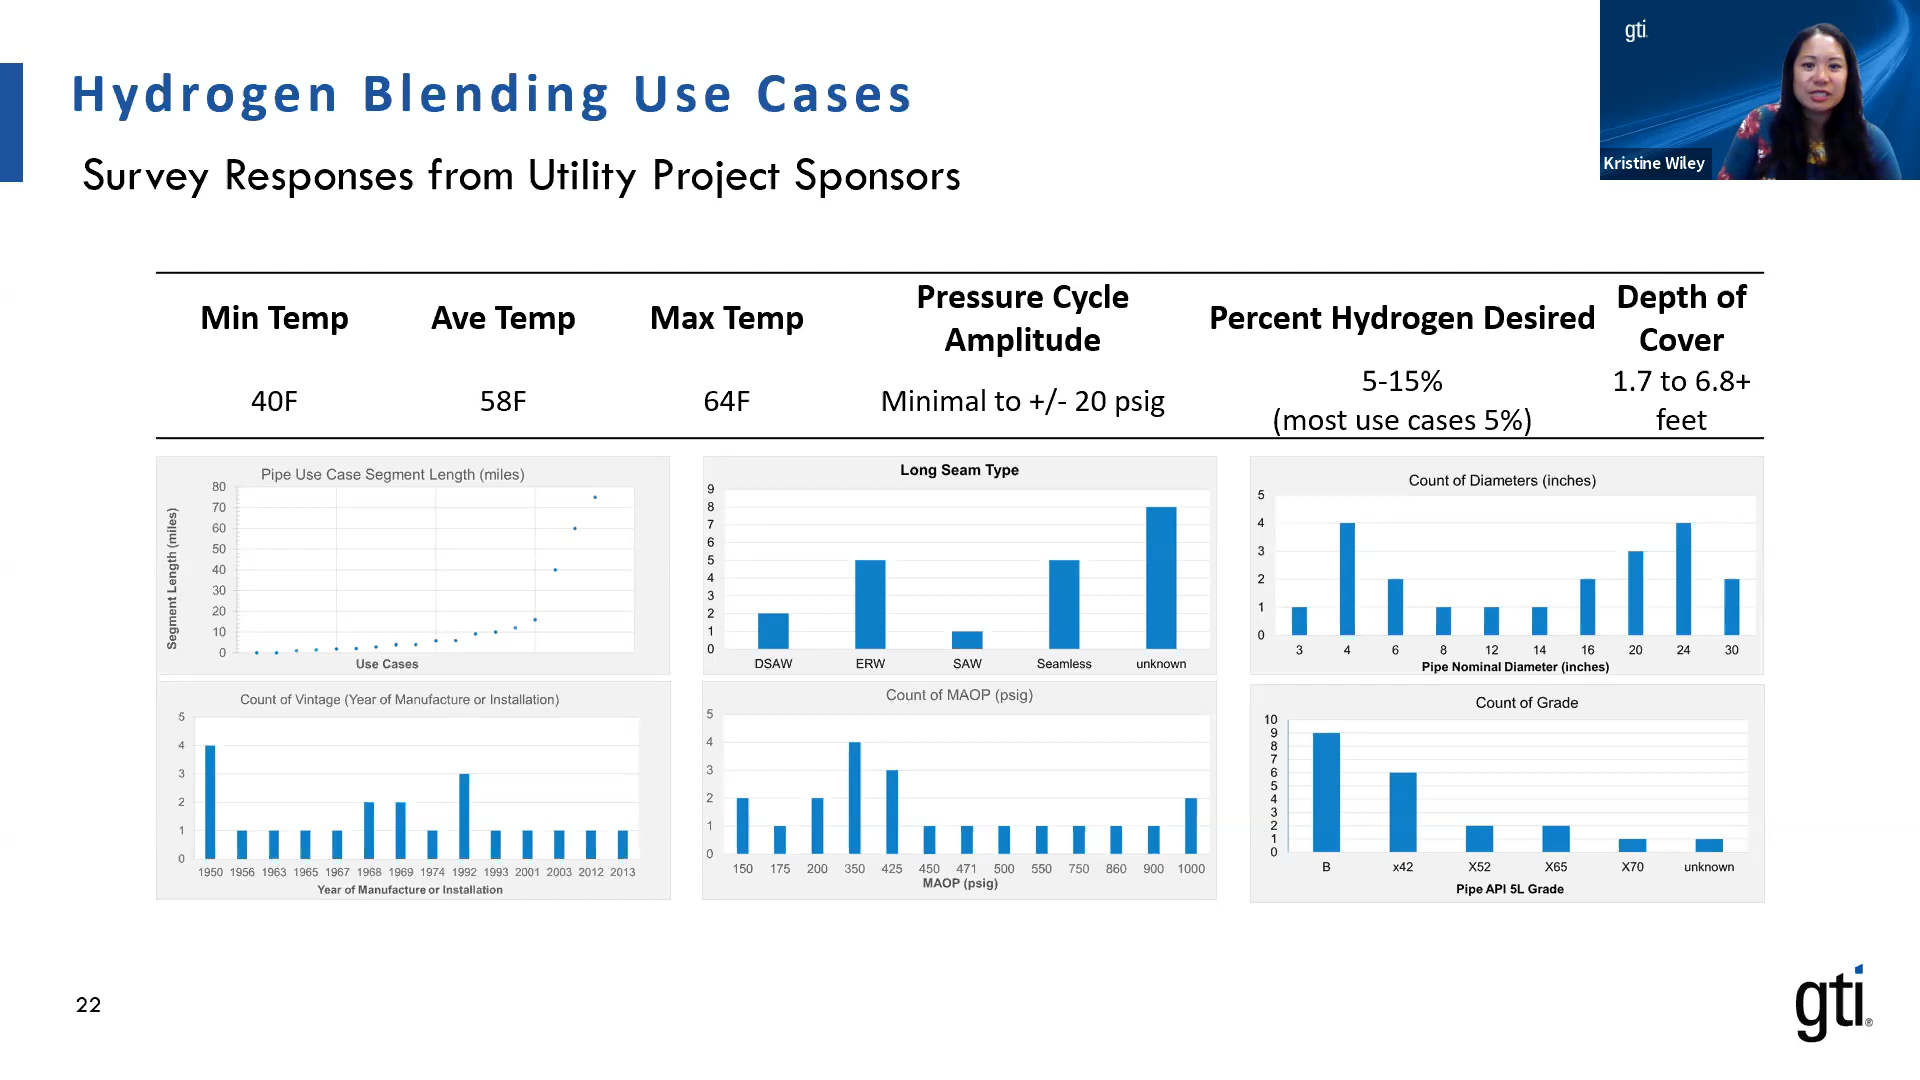 gti
Kristine Wiley
Hydrogen Blending Use Cases
Survey Responses from Utility Project Sponsors
Min Temp Ave Temp Max Temp Pressure Cycle Amplitude Percent Hydrogen Desired Depth of Cover
40F 58F 64F Minimal to +/- 20 psig 5-15% (most use cases 5%) 1.7 to 6.8+ feet
Pipe Use Case Segment Length (miles)
Segment Length (miles)
80
70
60
50
40
30
20
10
0
Use Cases
Long Seam Type
9
8
7
6
5
4
3
2
1
0
DSAW ERW SAW Seamless unknown
Count of Diameters (inches)
5
4
3
2
1
0
3 4 6 8 12 14 16 20 24 30
Pipe Nominal Diameter (inches)
Count of Vintage (Year of Manufacture or Installation)
5
4
3
2
1
0
1950 1956 1963 1965 1967 1968 1969 1974 1992 1993 2001 2003 2012 2013
Year of Manufacture or Installation
Count of MAOP (psig)
5
4
3
2
1
0
150 175 200 350 425 450 471 500 550 750 860 900 1000
MAOP (psig)
Count of Grade
10
9
8
7
6
5
4
3
2
1
0
B x42 X52 X65 X70 unknown
Pipe API 5L Grade
22
gti®